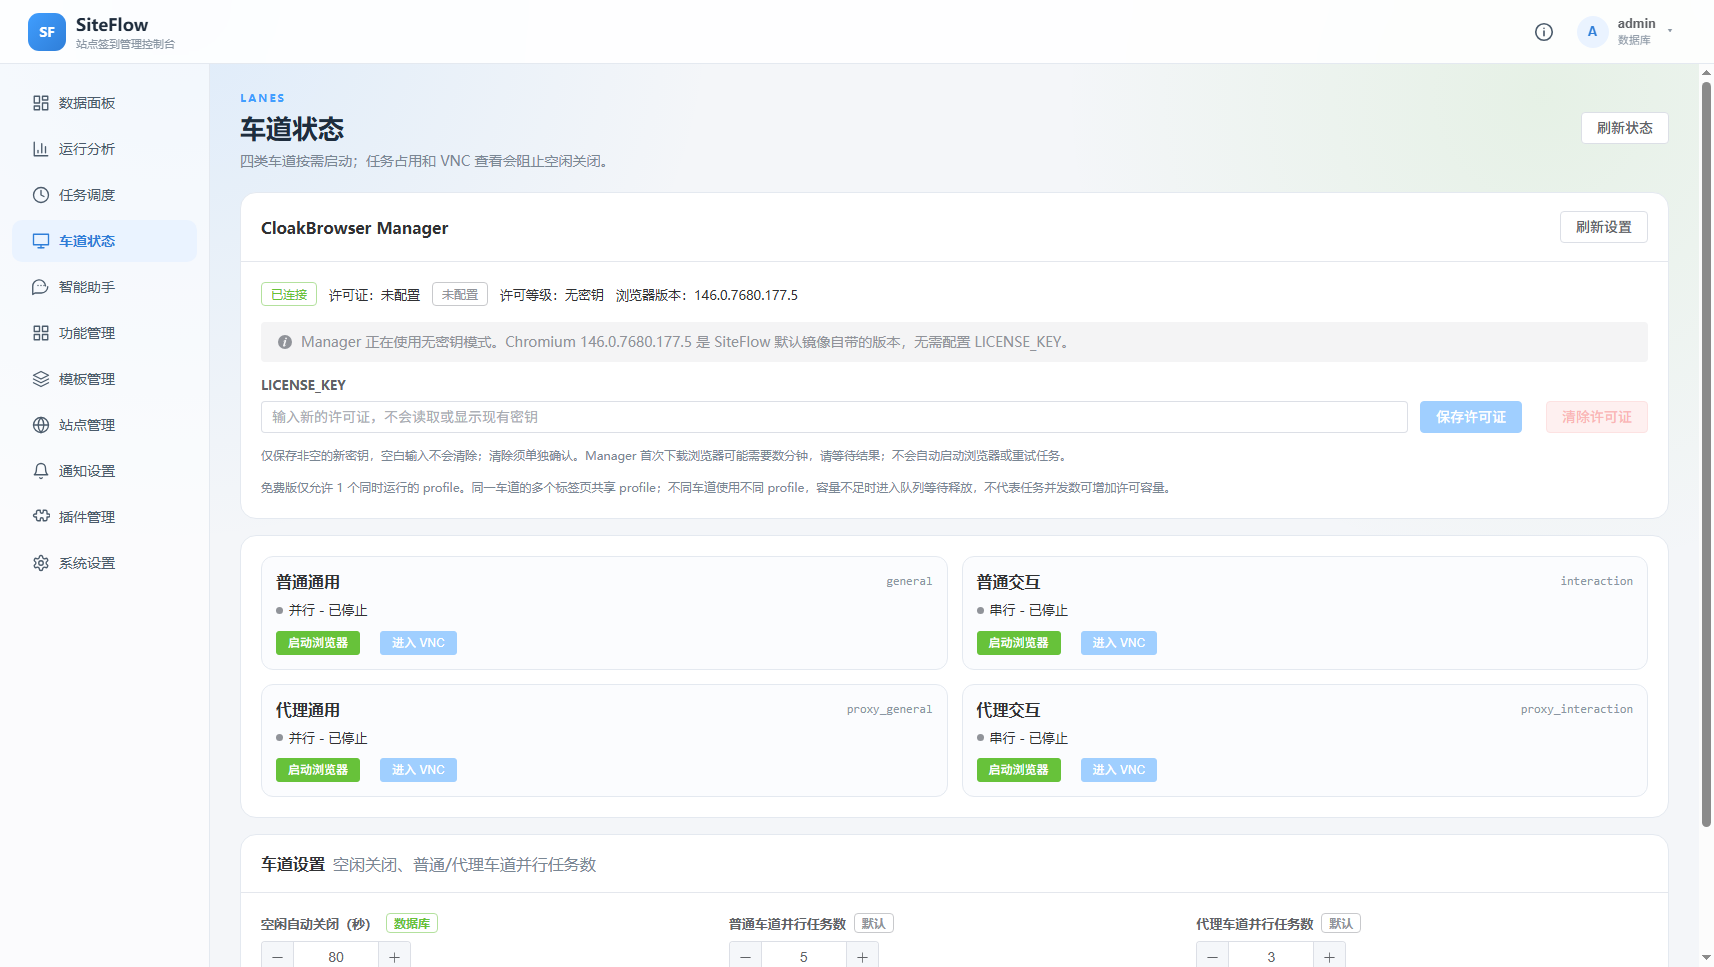 SF
SiteFlow
站点签到管理控制台
A
admin
数据库
数据面板
运行分析
任务调度
车道状态
智能助手
功能管理
模板管理
站点管理
通知设置
插件管理
系统设置
LANES
车道状态
四类车道按需启动；任务占用和 VNC 查看会阻止空闲关闭。
刷新状态
CloakBrowser Manager
刷新设置
已连接 许可证：未配置 未配置 许可等级：无密钥 浏览器版本：146.0.7680.177.5
Manager 正在使用无密钥模式。Chromium 146.0.7680.177.5 是 SiteFlow 默认镜像自带的版本，无需配置 LICENSE_KEY。
LICENSE_KEY
输入新的许可证，不会读取或显示现有密钥
保存许可证
清除许可证
仅保存非空的新密钥，空白输入不会清除；清除须单独确认。Manager 首次下载浏览器可能需要数分钟，请等待结果；不会自动启动浏览器或重试任务。
免费版仅允许 1 个同时运行的 profile。同一车道的多个标签页共享 profile；不同车道使用不同 profile，容量不足时进入队列等待释放，不代表任务并发数可增加许可容量。
普通通用 general
并行 - 已停止
启动浏览器 进入 VNC
普通交互 interaction
串行 - 已停止
启动浏览器 进入 VNC
代理通用 proxy_general
并行 - 已停止
启动浏览器 进入 VNC
代理交互 proxy_interaction
串行 - 已停止
启动浏览器 进入 VNC
车道设置 空闲关闭、普通/代理车道并行任务数
空闲自动关闭（秒） 数据库
— 80 +
普通车道并行任务数 默认
— 5 +
代理车道并行任务数 默认
— 3 +